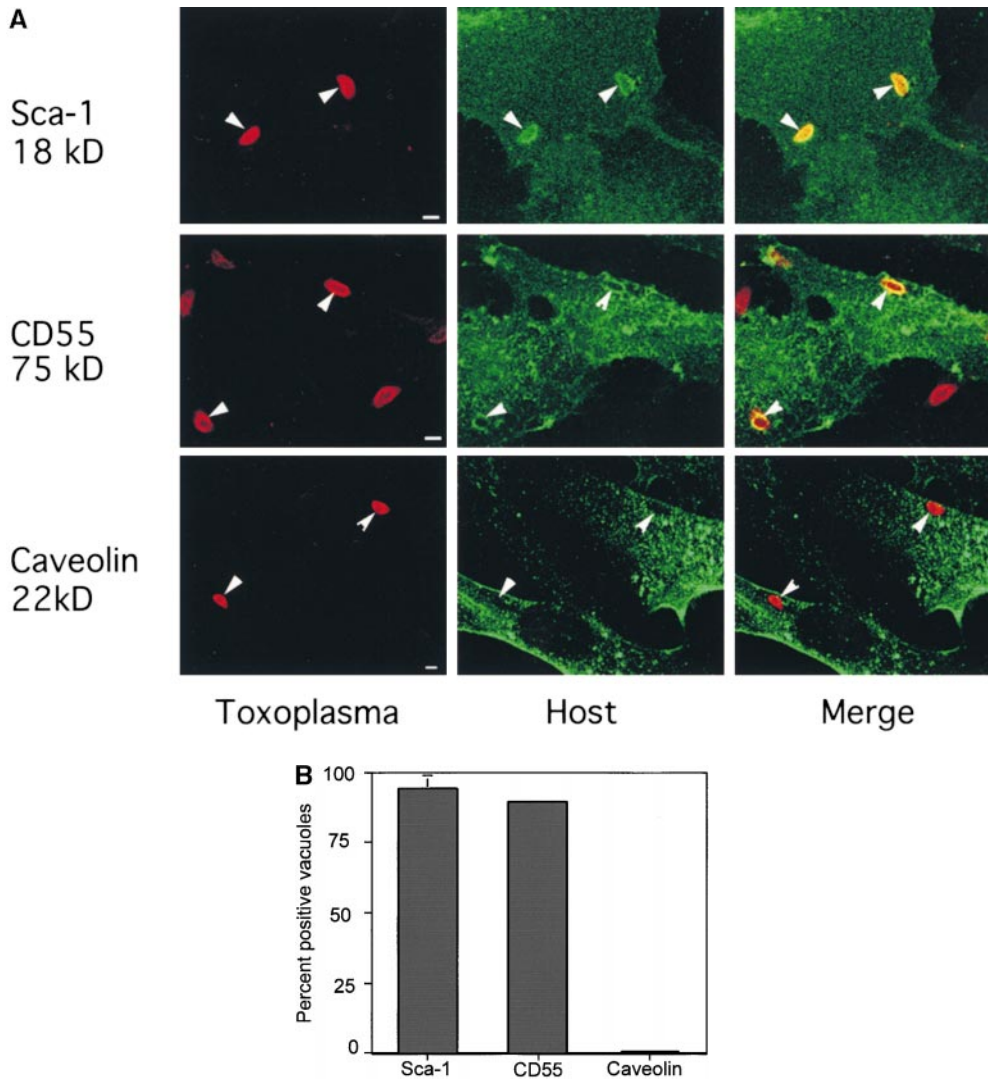 A
Sca-1
18 kD
CD55
75 kD
Caveolin
22kD
Toxoplasma Host Merge
B
Percent positive vacuoles
100
75
50
25
0
Sca-1 CD55 Caveolin